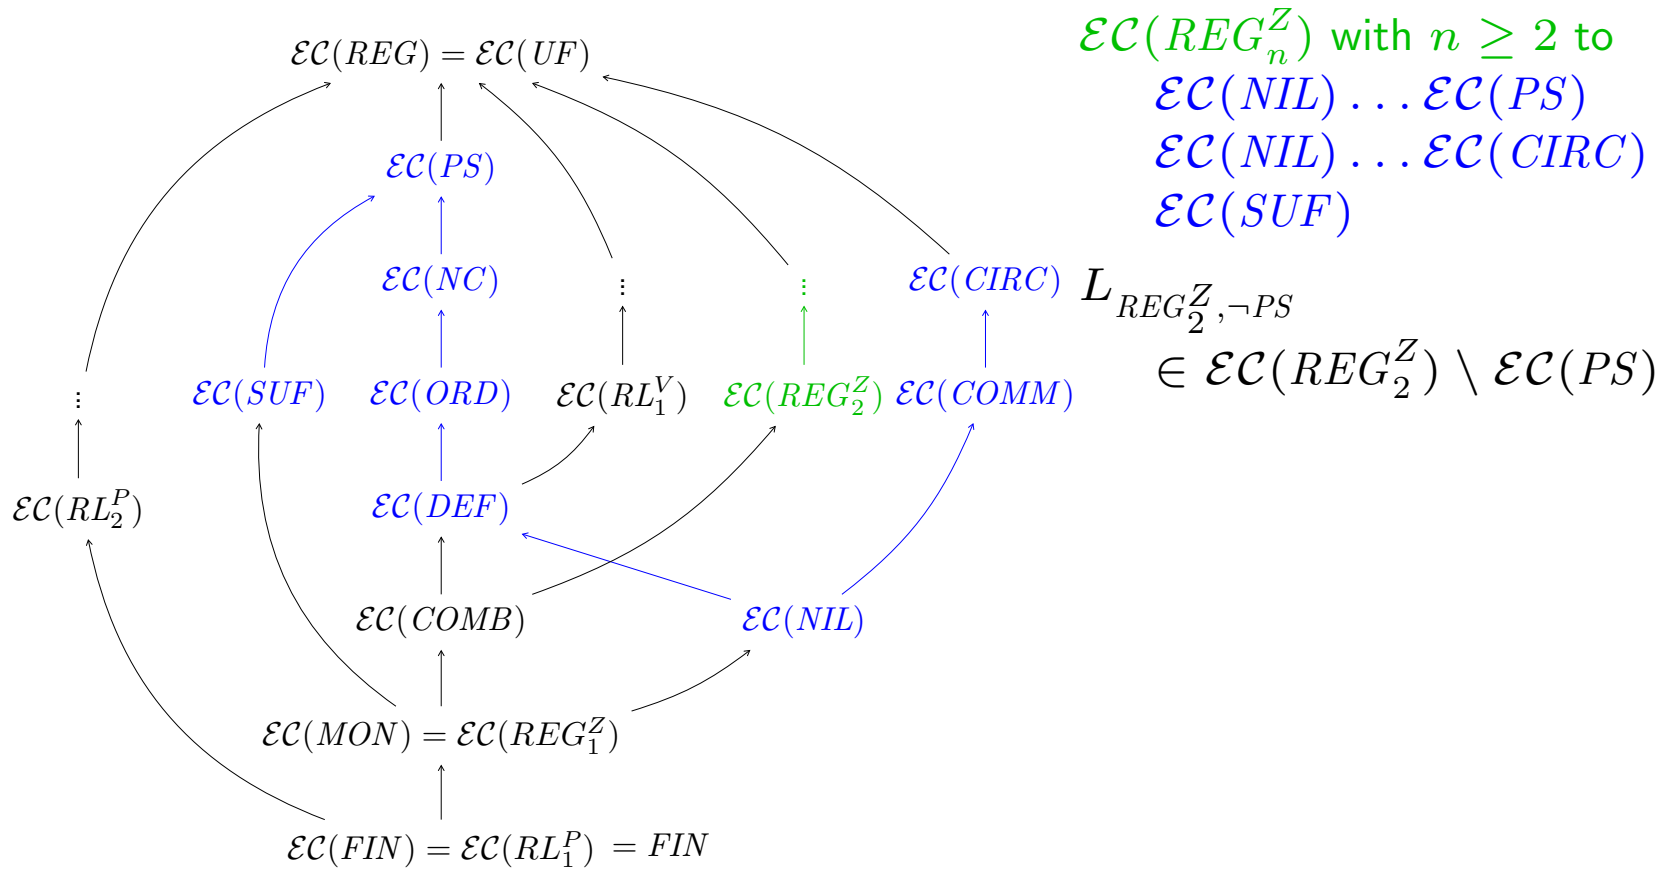 ℰ𝒞(REG) = ℰ𝒞(UF)
ℰ𝒞(REG_n^Z) with n ≥ 2 to
ℰ𝒞(NIL) . . . ℰ𝒞(PS)
ℰ𝒞(NIL) . . . ℰ𝒞(CIRC)
ℰ𝒞(SUF)
ℰ𝒞(PS)
ℰ𝒞(NC) ⋮ ⋮ ℰ𝒞(CIRC)
L_{REG_2^Z,¬PS}
∈ ℰ𝒞(REG_2^Z) \ ℰ𝒞(PS)
⋮ ℰ𝒞(SUF) ℰ𝒞(ORD) ℰ𝒞(RL_1^V) ℰ𝒞(REG_2^Z) ℰ𝒞(COMM)
ℰ𝒞(RL_2^P) ℰ𝒞(DEF)
ℰ𝒞(COMB) ℰ𝒞(NIL)
ℰ𝒞(MON) = ℰ𝒞(REG_1^Z)
ℰ𝒞(FIN) = ℰ𝒞(RL_1^P) = FIN